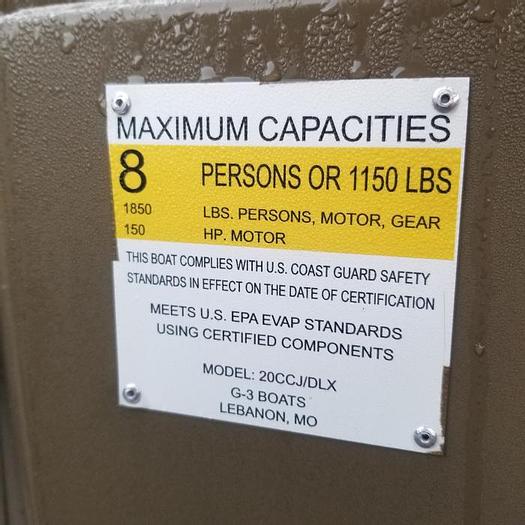 MAXIMUM CAPACITIES
8 PERSONS OR 1150 LBS
1850 LBS. PERSONS, MOTOR, GEAR
150 HP. MOTOR
THIS BOAT COMPLIES WITH U.S. COAST GUARD SAFETY
STANDARDS IN EFFECT ON THE DATE OF CERTIFICATION
MEETS U.S. EPA EVAP STANDARDS
USING CERTIFIED COMPONENTS
MODEL: 20CCJ/DLX
G-3 BOATS
LEBANON, MO